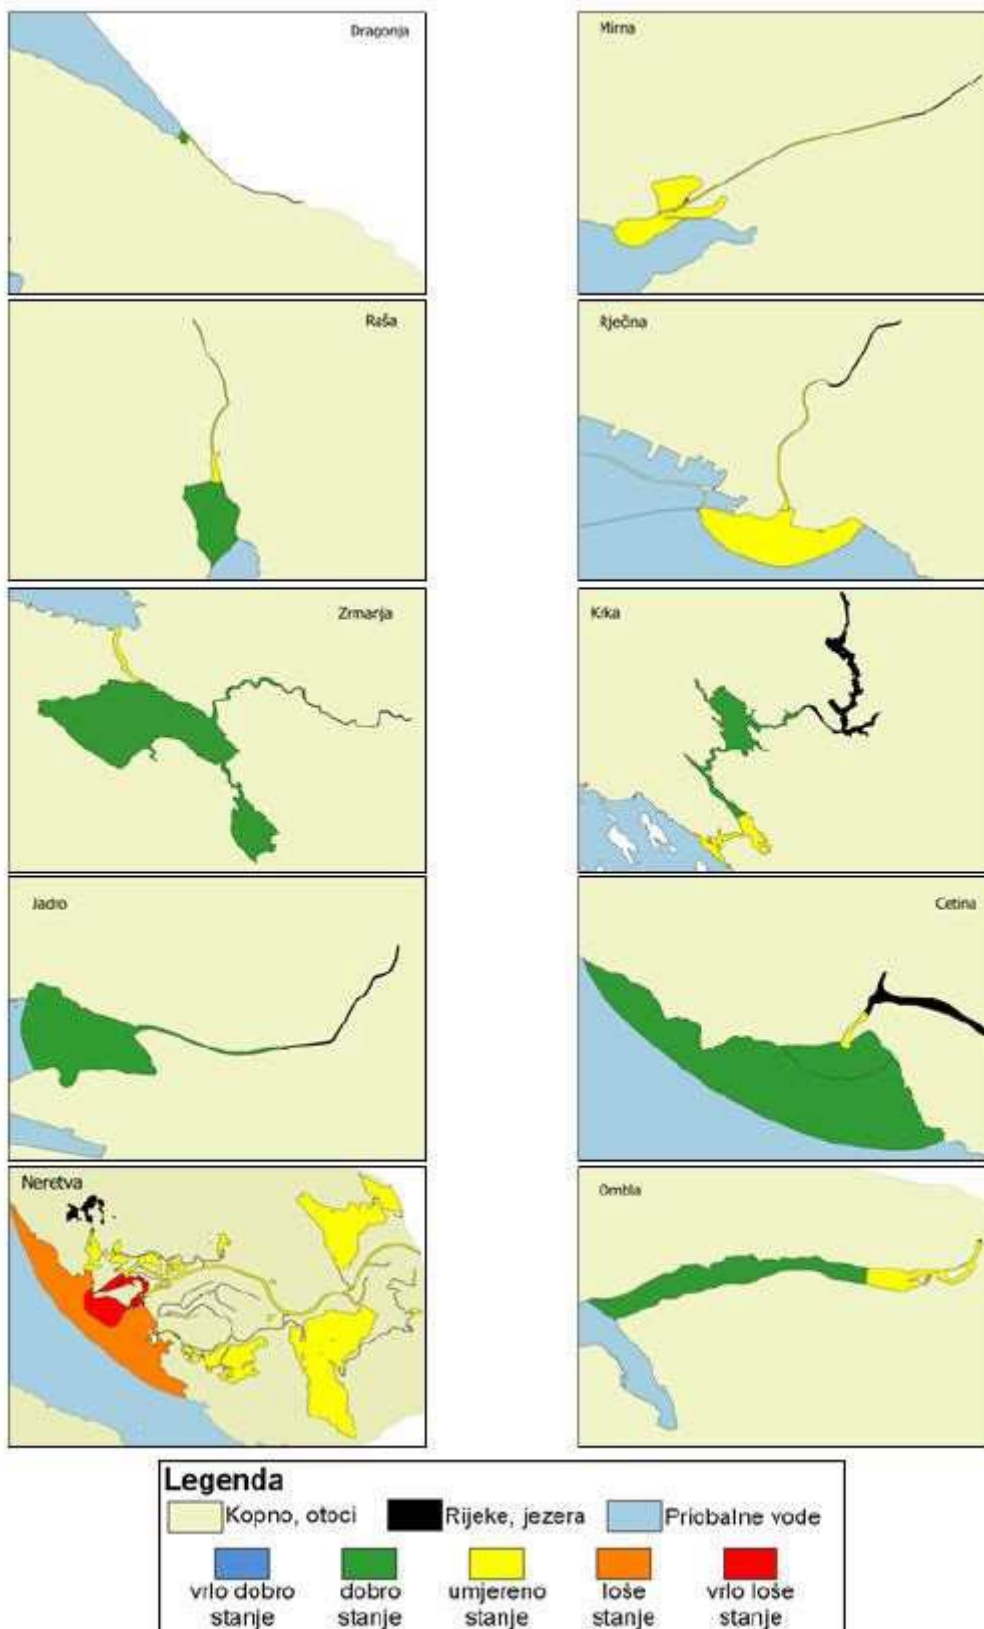 Dragonja
Mirna
Raša
Rječina
Zrmanja
Krka
Jadro
Cetina
Neretva
Ombla
Legenda
Kopno, otoci
Rijeke, jezera
Priobalne vode
vrlo dobro
stanje
dobro
stanje
umjereno
stanje
loše
stanje
vrlo loše
stanje